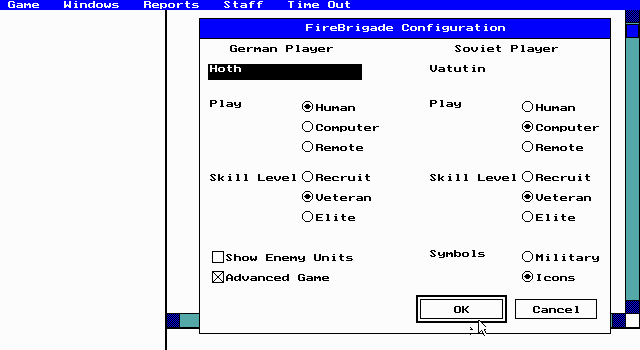 Game Windows Reports Staff Time Out
FireBrigade Configuration
German Player Soviet Player
Hoth Vatutin
Play Human Play Human
Computer Computer
Remote Remote
Skill Level Recruit Skill Level Recruit
Veteran Veteran
Elite Elite
Show Enemy Units Symbols Military
Advanced Game Icons
OK Cancel